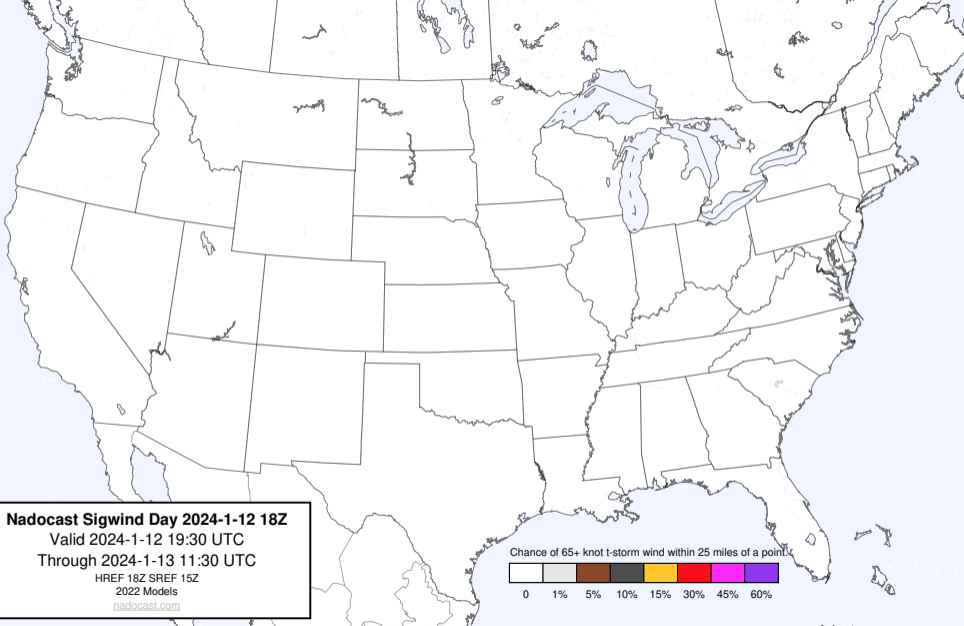 Nadocast Sigwind Day 2024-1-12 18Z
Valid 2024-1-12 19:30 UTC
Through 2024-1-13 11:30 UTC
HREF 18Z SREF 15Z
2022 Models
nadocast.com
Chance of 65+ knot t-storm wind within 25 miles of a point.
0 1% 5% 10% 15% 30% 45% 60%